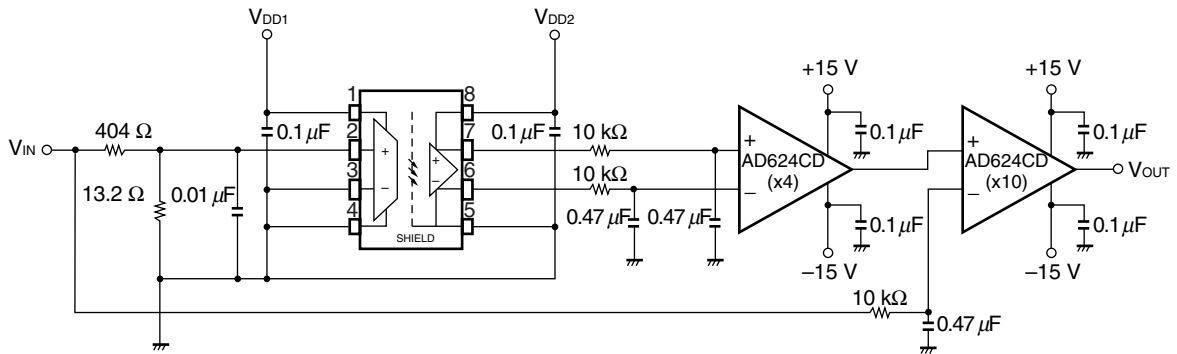 VDD1
VDD2
+15 V
+15 V
1
8
0.1 μF
0.1 μF
404 Ω
0.1 μF
2
7
0.1 μF
10 kΩ
VIN
+
+
−
+
−
+
AD624CD
(x4)
−
+
AD624CD
(x10)
−
VOUT
3
6
10 kΩ
13.2 Ω
0.01 μF
4
5
0.47 μF
0.47 μF
0.1 μF
0.1 μF
SHIELD
−15 V
−15 V
10 kΩ
0.47 μF